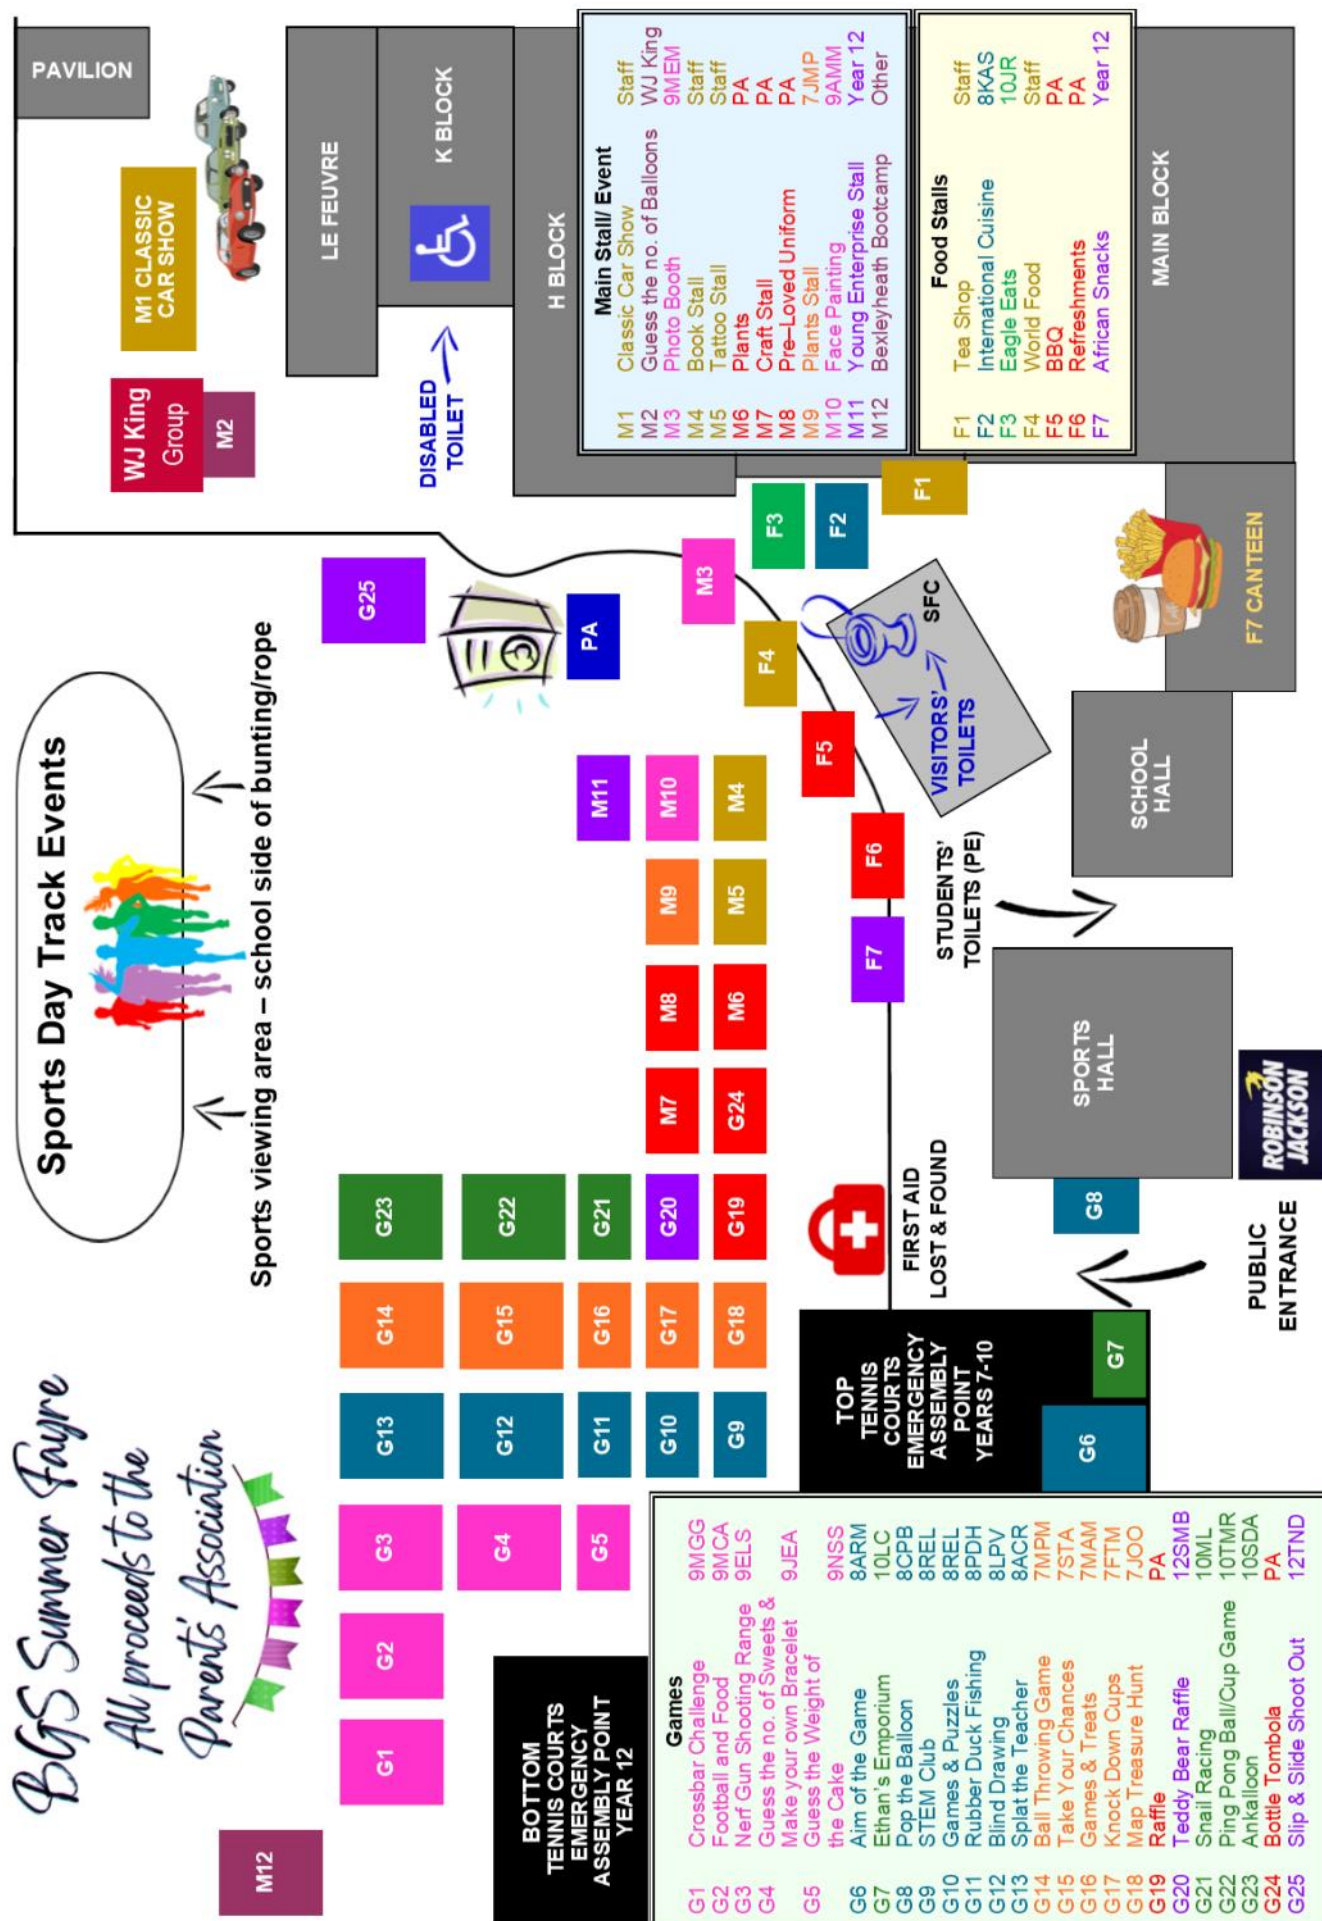 BGS Summer Fayre
All proceeds to the
Parents' Association
Sports Day Track Events
Sports viewing area – school side of bunting/rope
PAVILION
M1 CLASSIC
CAR SHOW
WJ King
Group
M2
LE FEUVRE
K BLOCK
DISABLED
TOILET
H BLOCK
M12
G1
G2
G3
G4
G5
G13
G12
G11
G10
G9
G14
G15
G16
G17
G18
G23
G22
G21
G20
G19
M7
G24
M8
M6
M9
M5
M11
M10
M4
G25
PA
M3
F3
F2
F1
F4
F5
F6
F7
VISITORS'
TOILETS
SFC
BOTTOM
TENNIS COURTS
EMERGENCY
ASSEMBLY POINT
YEAR 12
TOP
TENNIS
COURTS
EMERGENCY
ASSEMBLY
POINT
YEARS 7-10
G6
G7
FIRST AID
LOST & FOUND
STUDENTS'
TOILETS (PE)
G8
SPORTS
HALL
SCHOOL
HALL
F7 CANTEEN
MAIN BLOCK
PUBLIC
ENTRANCE
ROBINSON
JACKSON
Games
G1 Crossbar Challenge 9MGG
G2 Football and Food 9MCA
G3 Nerf Gun Shooting Range 9ELS
G4 Guess the no. of Sweets &
Make your own Bracelet 9JEA
G5 Guess the Weight of
the Cake 9NSS
G6 Aim of the Game 8ARM
G7 Ethan's Emporium 10LC
G8 Pop the Balloon 8CPB
G9 STEM Club 8REL
G10 Games & Puzzles 8REL
G11 Rubber Duck Fishing 8PDH
G12 Blind Drawing 8LPV
G13 Splat the Teacher 8ACR
G14 Ball Throwing Game 7MPM
G15 Take Your Chances 7STA
G16 Games & Treats 7MAM
G17 Knock Down Cups 7FTM
G18 Map Treasure Hunt 7JOO
G19 Raffle PA
G20 Teddy Bear Raffle 12SMB
G21 Snail Racing 10ML
G22 Ping Pong Ball/Cup Game 10TMR
G23 Ankalloon 10SDA
G24 Bottle Tombola PA
G25 Slip & Slide Shoot Out 12TND
Main Stall/ Event
M1 Classic Car Show Staff
M2 Guess the no. of Balloons WJ King
M3 Photo Booth 9MEM
M4 Book Stall Staff
M5 Tattoo Stall Staff
M6 Plants PA
M7 Craft Stall PA
M8 Pre–Loved Uniform PA
M9 Plants Stall 7JMP
M10 Face Painting 9AMM
M11 Young Enterprise Stall Year 12
M12 Bexleyheath Bootcamp Other
Food Stalls
F1 Tea Shop Staff
F2 International Cuisine 8KAS
F3 Eagle Eats 10JR
F4 World Food Staff
F5 BBQ PA
F6 Refreshments PA
F7 African Snacks Year 12